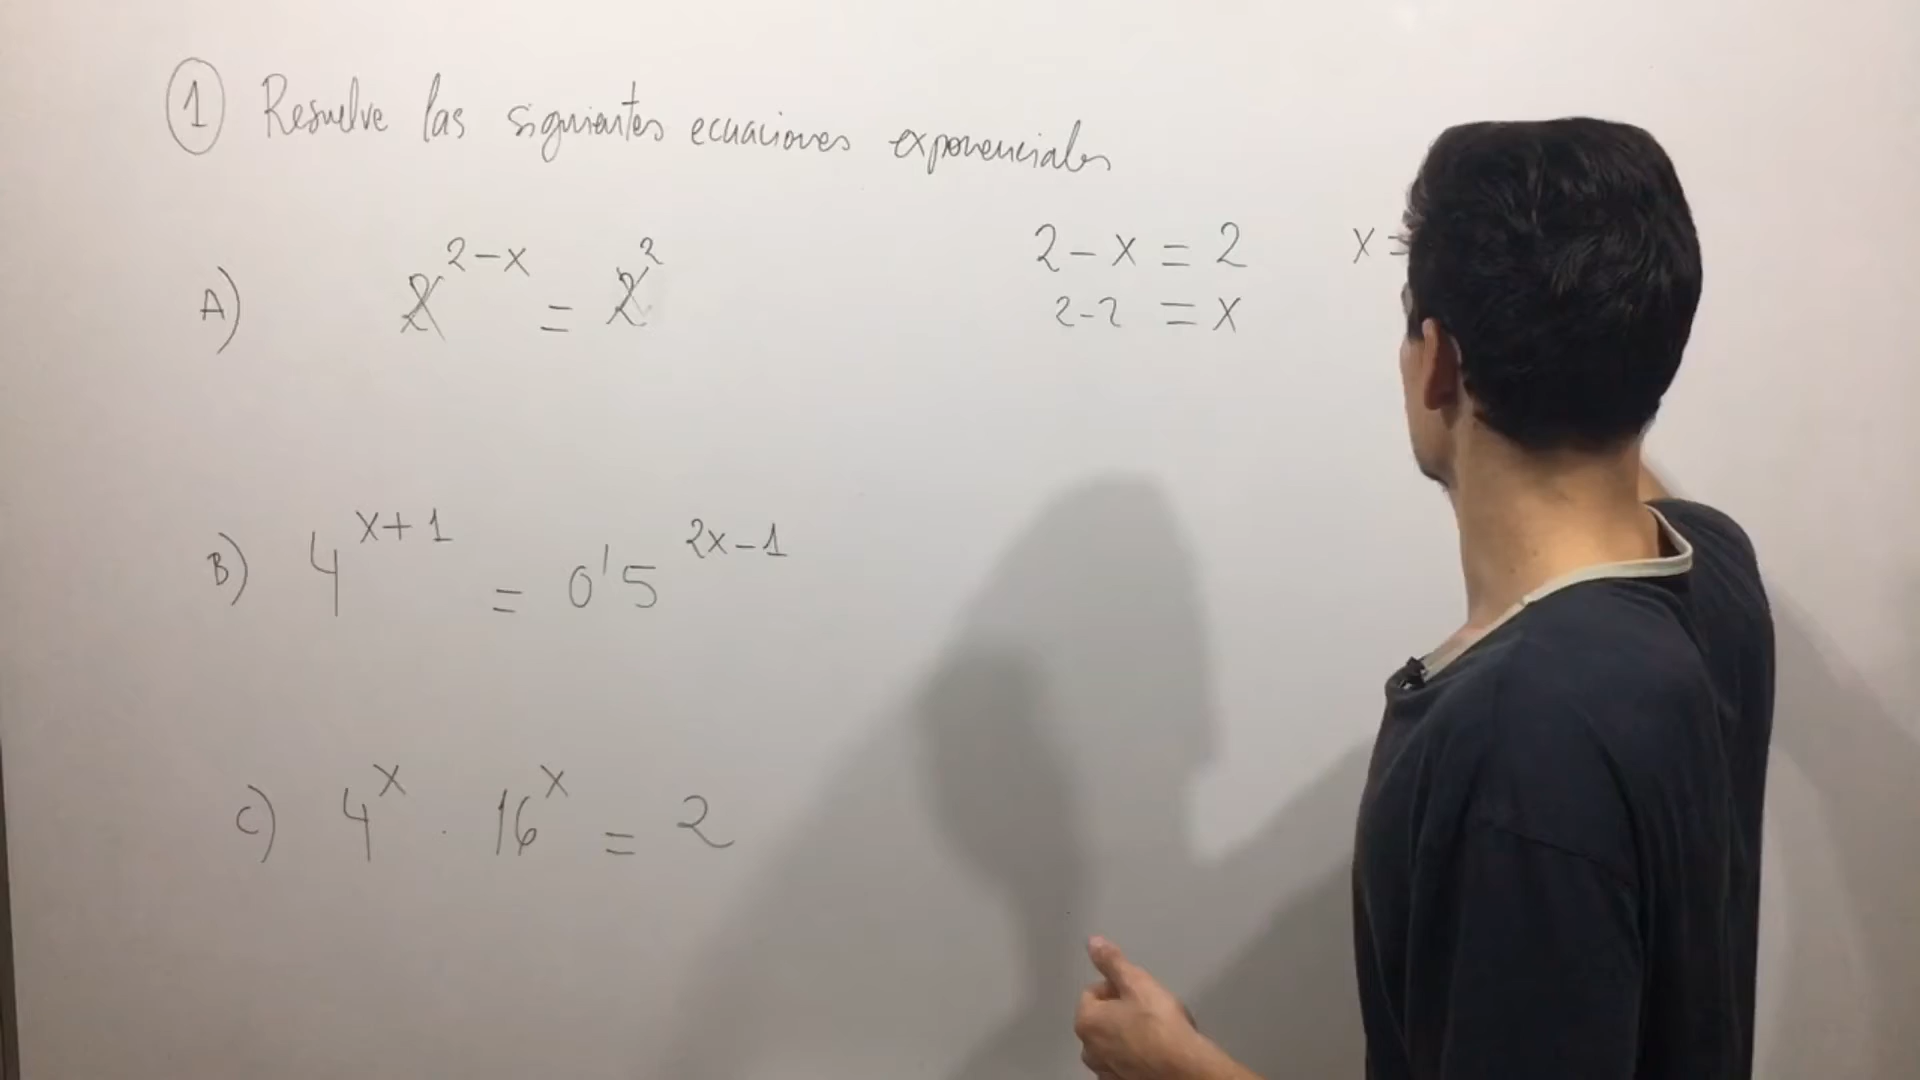 ① Resuelve las siguientes ecuaciones exponenciales
A) 2^{2-x} = 2^{2}
2-x = 2
2-2 = x
x=
B) 4^{x+1} = 0'5^{2x-1}
C) 4^{x} · 16^{x} = 2